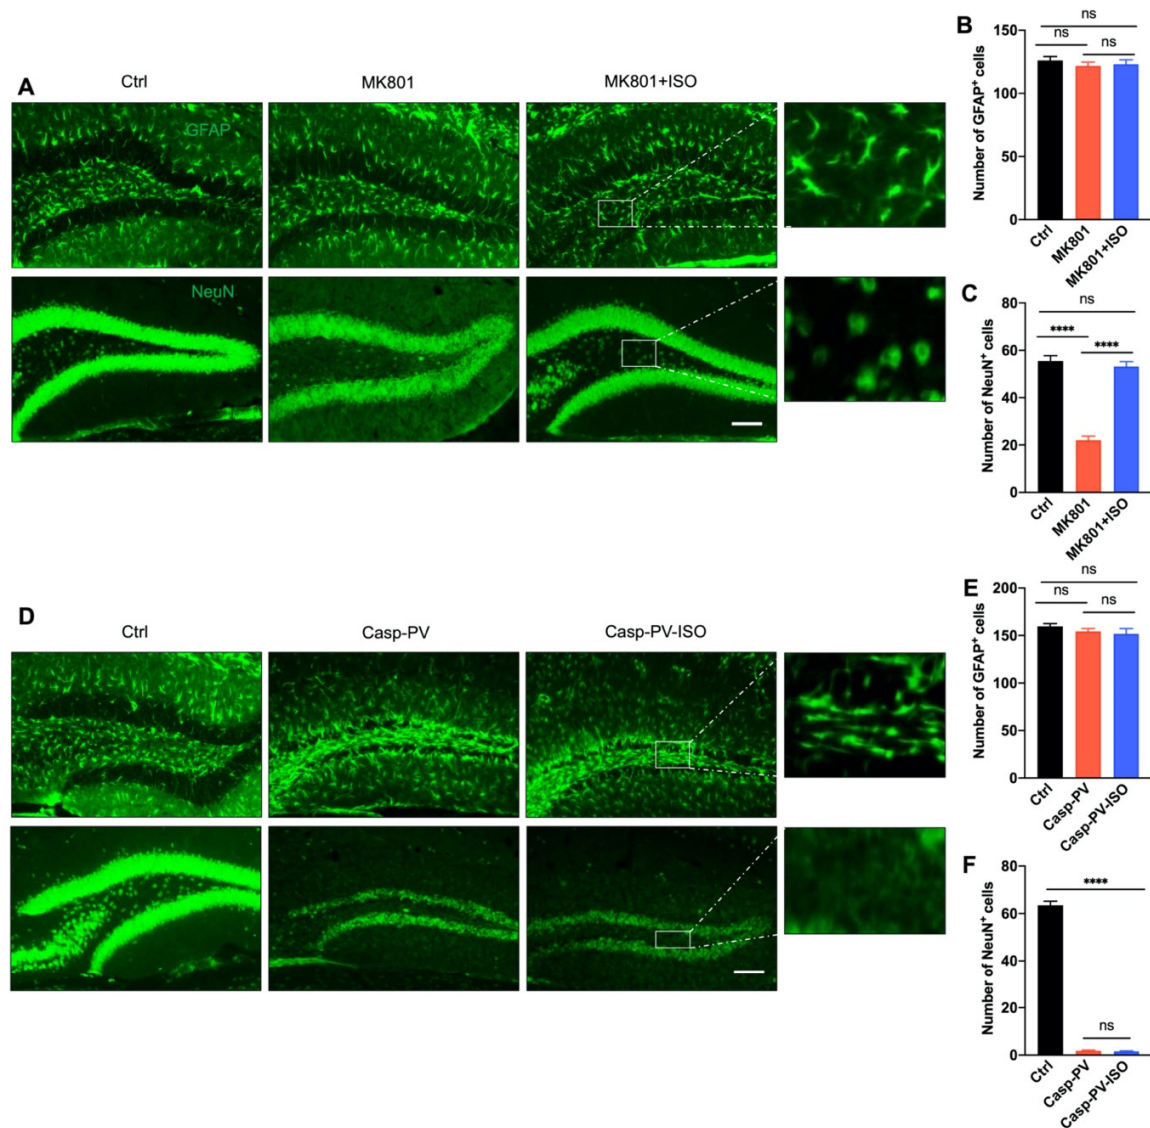 A
Ctrl
MK801
MK801+ISO
GFAP
NeuN
B
ns
ns
ns
Number of GFAP+ cells
150
100
50
0
Ctrl
MK801
MK801+ISO
C
ns
****
****
Number of NeuN+ cells
80
60
40
20
0
Ctrl
MK801
MK801+ISO
D
Ctrl
Casp-PV
Casp-PV-ISO
E
ns
ns
ns
Number of GFAP+ cells
200
150
100
50
0
Ctrl
Casp-PV
Casp-PV-ISO
F
****
ns
Number of NeuN+ cells
80
60
40
20
0
Ctrl
Casp-PV
Casp-PV-ISO